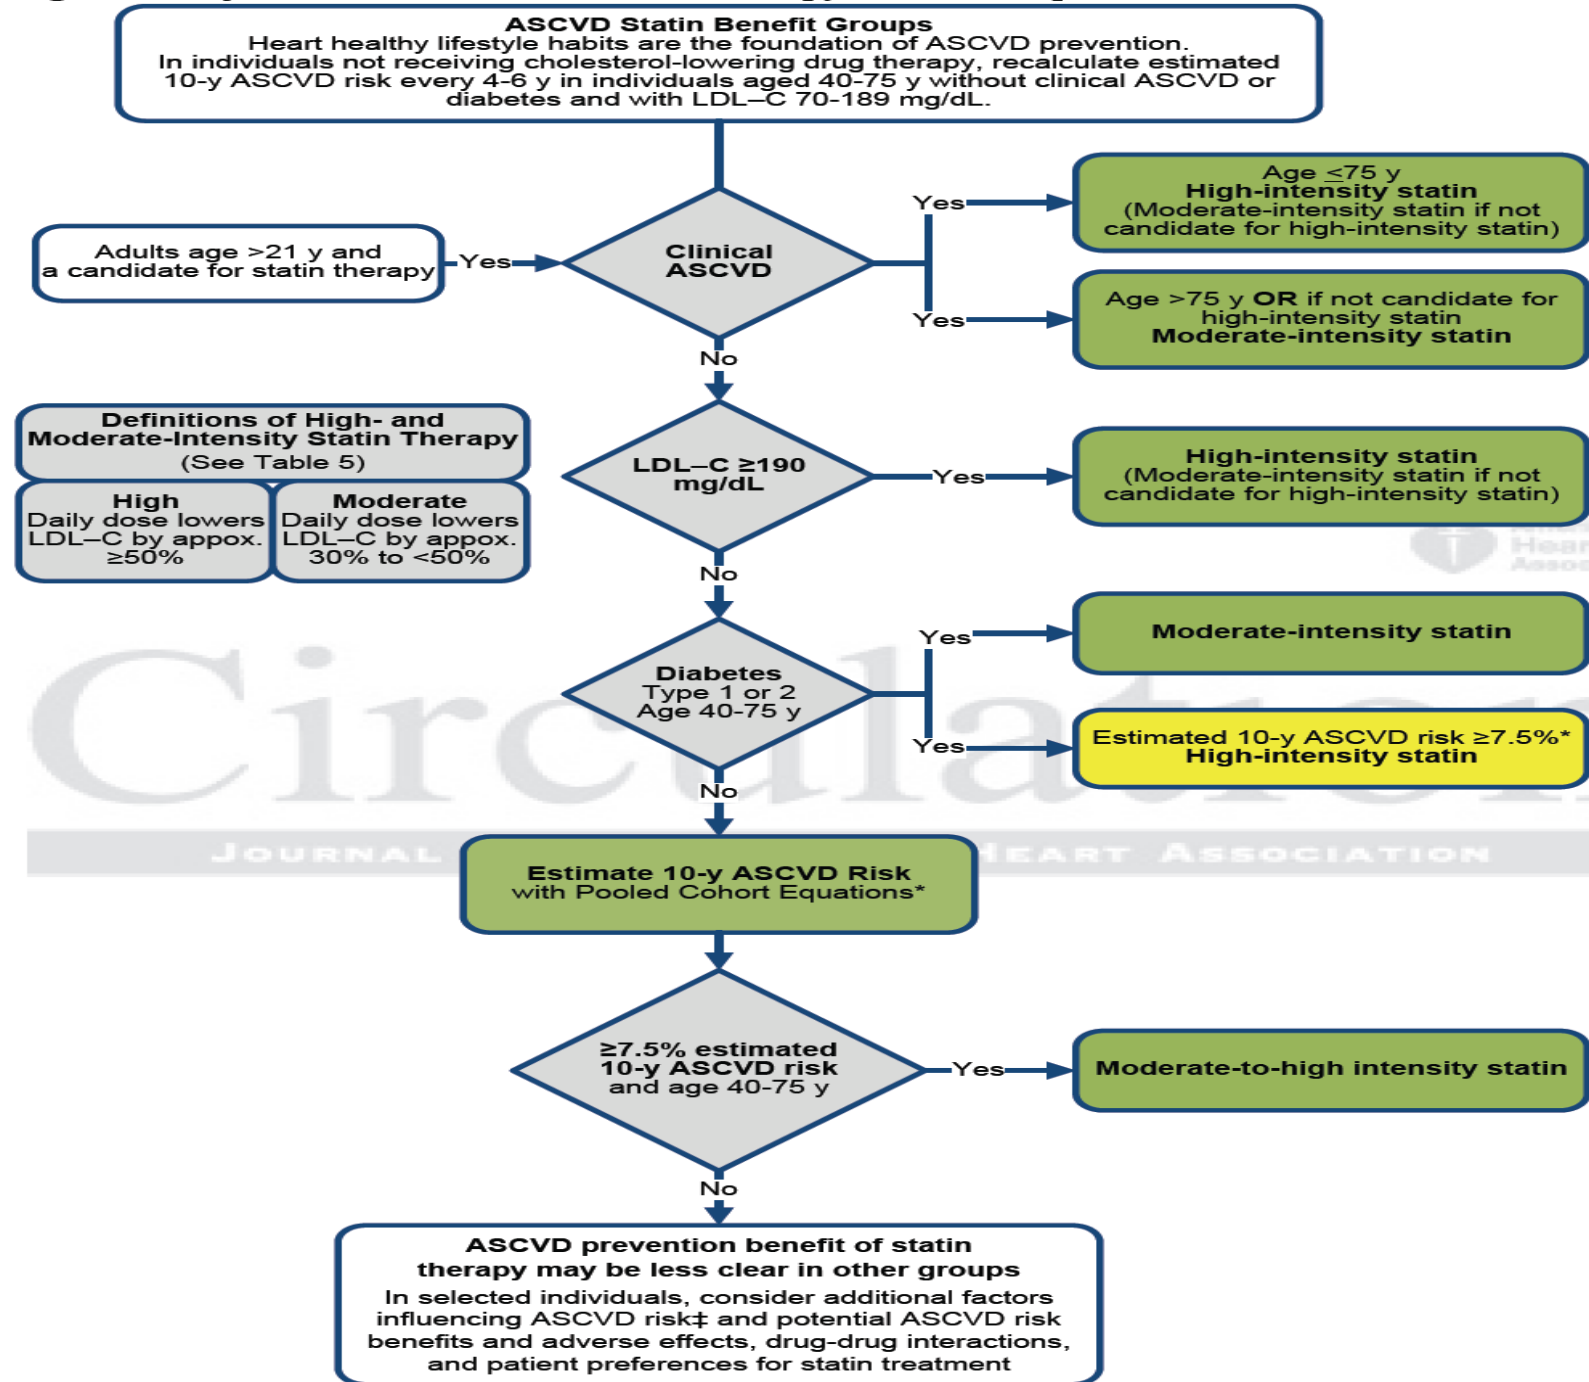 ASCVD Statin Benefit Groups
Heart healthy lifestyle habits are the foundation of ASCVD prevention.
In individuals not receiving cholesterol-lowering drug therapy, recalculate estimated
10-y ASCVD risk every 4-6 y in individuals aged 40-75 y without clinical ASCVD or
diabetes and with LDL–C 70-189 mg/dL.
Adults age >21 y and
a candidate for statin therapy
Yes
Clinical
ASCVD
Yes
Age ≤75 y
High-intensity statin
(Moderate-intensity statin if not
candidate for high-intensity statin)
Yes
Age >75 y OR if not candidate for
high-intensity statin
Moderate-intensity statin
No
Definitions of High- and
Moderate-Intensity Statin Therapy
(See Table 5)
High
Daily dose lowers
LDL–C by appox.
≥50%
Moderate
Daily dose lowers
LDL–C by appox.
30% to <50%
LDL–C ≥190
mg/dL
Yes
High-intensity statin
(Moderate-intensity statin if not
candidate for high-intensity statin)
Heart
No
Diabetes
Type 1 or 2
Age 40-75 y
Yes
Moderate-intensity statin
Yes
Estimated 10-y ASCVD risk ≥7.5%*
High-intensity statin
Circulation
No
JOURNAL HEART ASSOCIATION
Estimate 10-y ASCVD Risk
with Pooled Cohort Equations*
≥7.5% estimated
10-y ASCVD risk
and age 40-75 y
Yes
Moderate-to-high intensity statin
No
ASCVD prevention benefit of statin
therapy may be less clear in other groups
In selected individuals, consider additional factors
influencing ASCVD risk‡ and potential ASCVD risk
benefits and adverse effects, drug-drug interactions,
and patient preferences for statin treatment